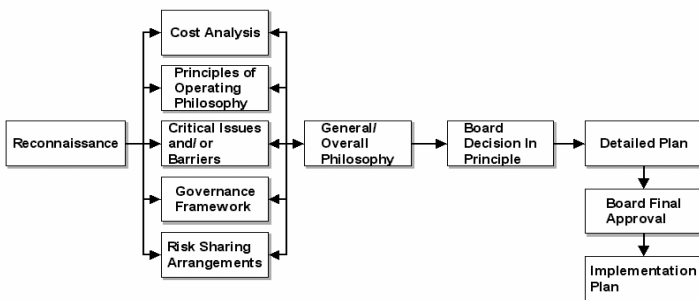 Reconnaissance
Cost Analysis
Principles of
Operating
Philosophy
Critical Issues
and/ or
Barriers
Governance
Framework
Risk Sharing
Arrangements
General/
Overall
Philosophy
Board
Decision In
Principle
Detailed Plan
Board Final
Approval
Implementation
Plan